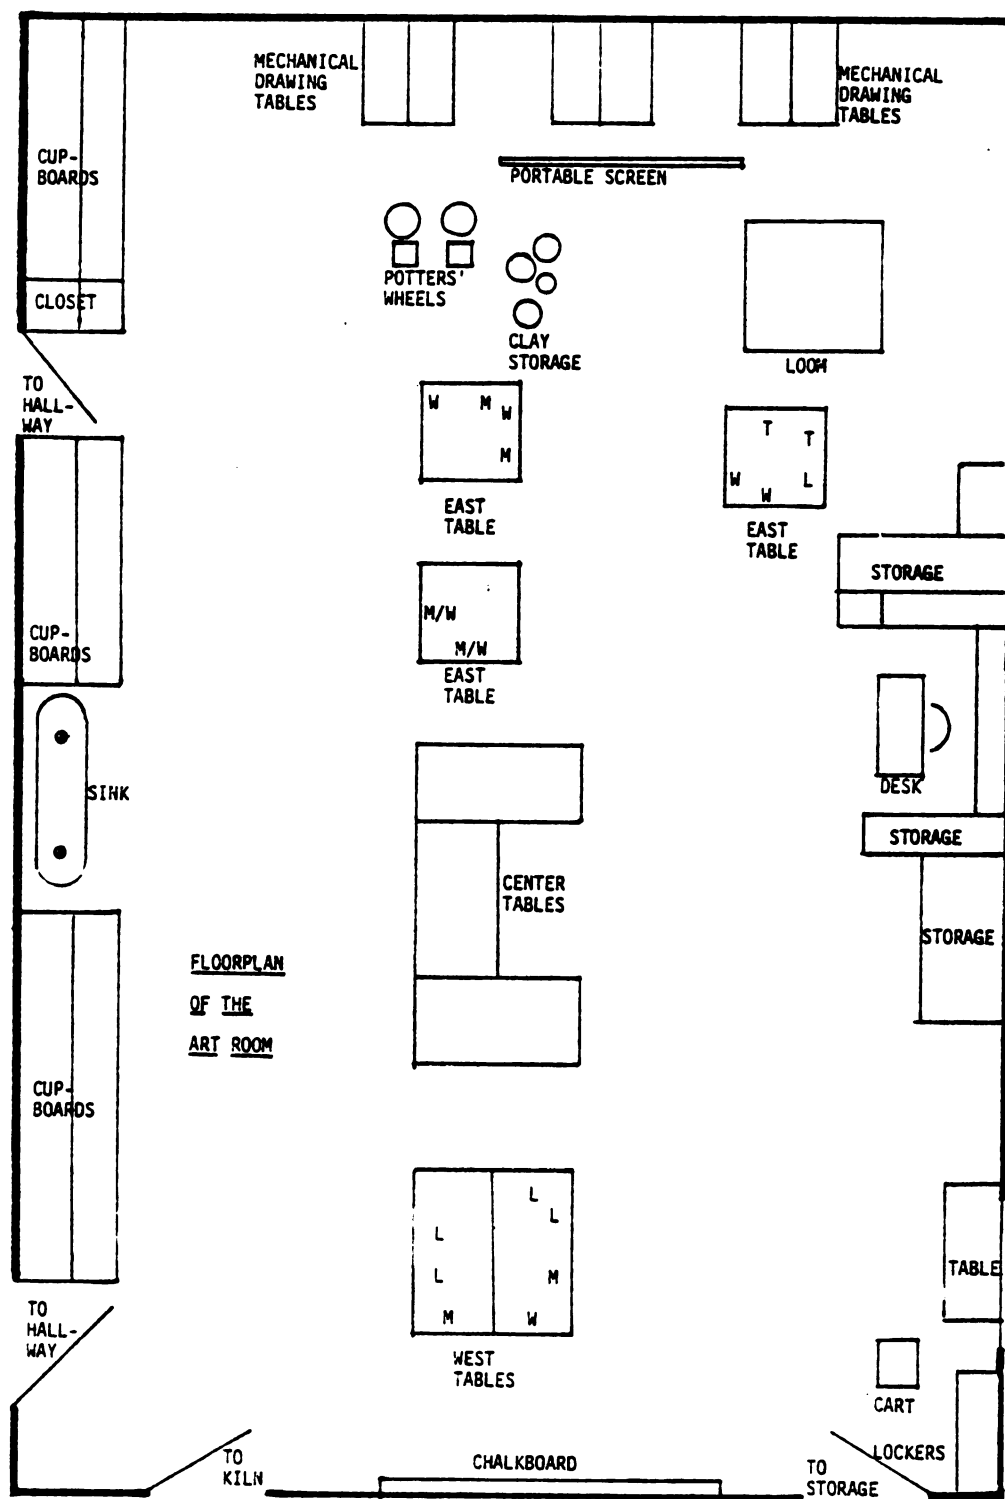 MECHANICAL
DRAWING
TABLES
MECHANICAL
DRAWING
TABLES
CUP-
BOARDS
PORTABLE SCREEN
POTTERS'
WHEELS
CLOSET
CLAY
STORAGE
LOOM
TO
HALL-
WAY
W M
W
M
EAST
TABLE
T
T
W L
W
EAST
TABLE
STORAGE
M/W
M/W
EAST
TABLE
CUP-
BOARDS
SINK
DESK
STORAGE
CENTER
TABLES
STORAGE
FLOORPLAN
OF THE
ART ROOM
CUP-
BOARDS
L
L
L
L M
M W
WEST
TABLES
TABLE
TO
HALL-
WAY
CART
LOCKERS
TO
KILN
CHALKBOARD
TO
STORAGE